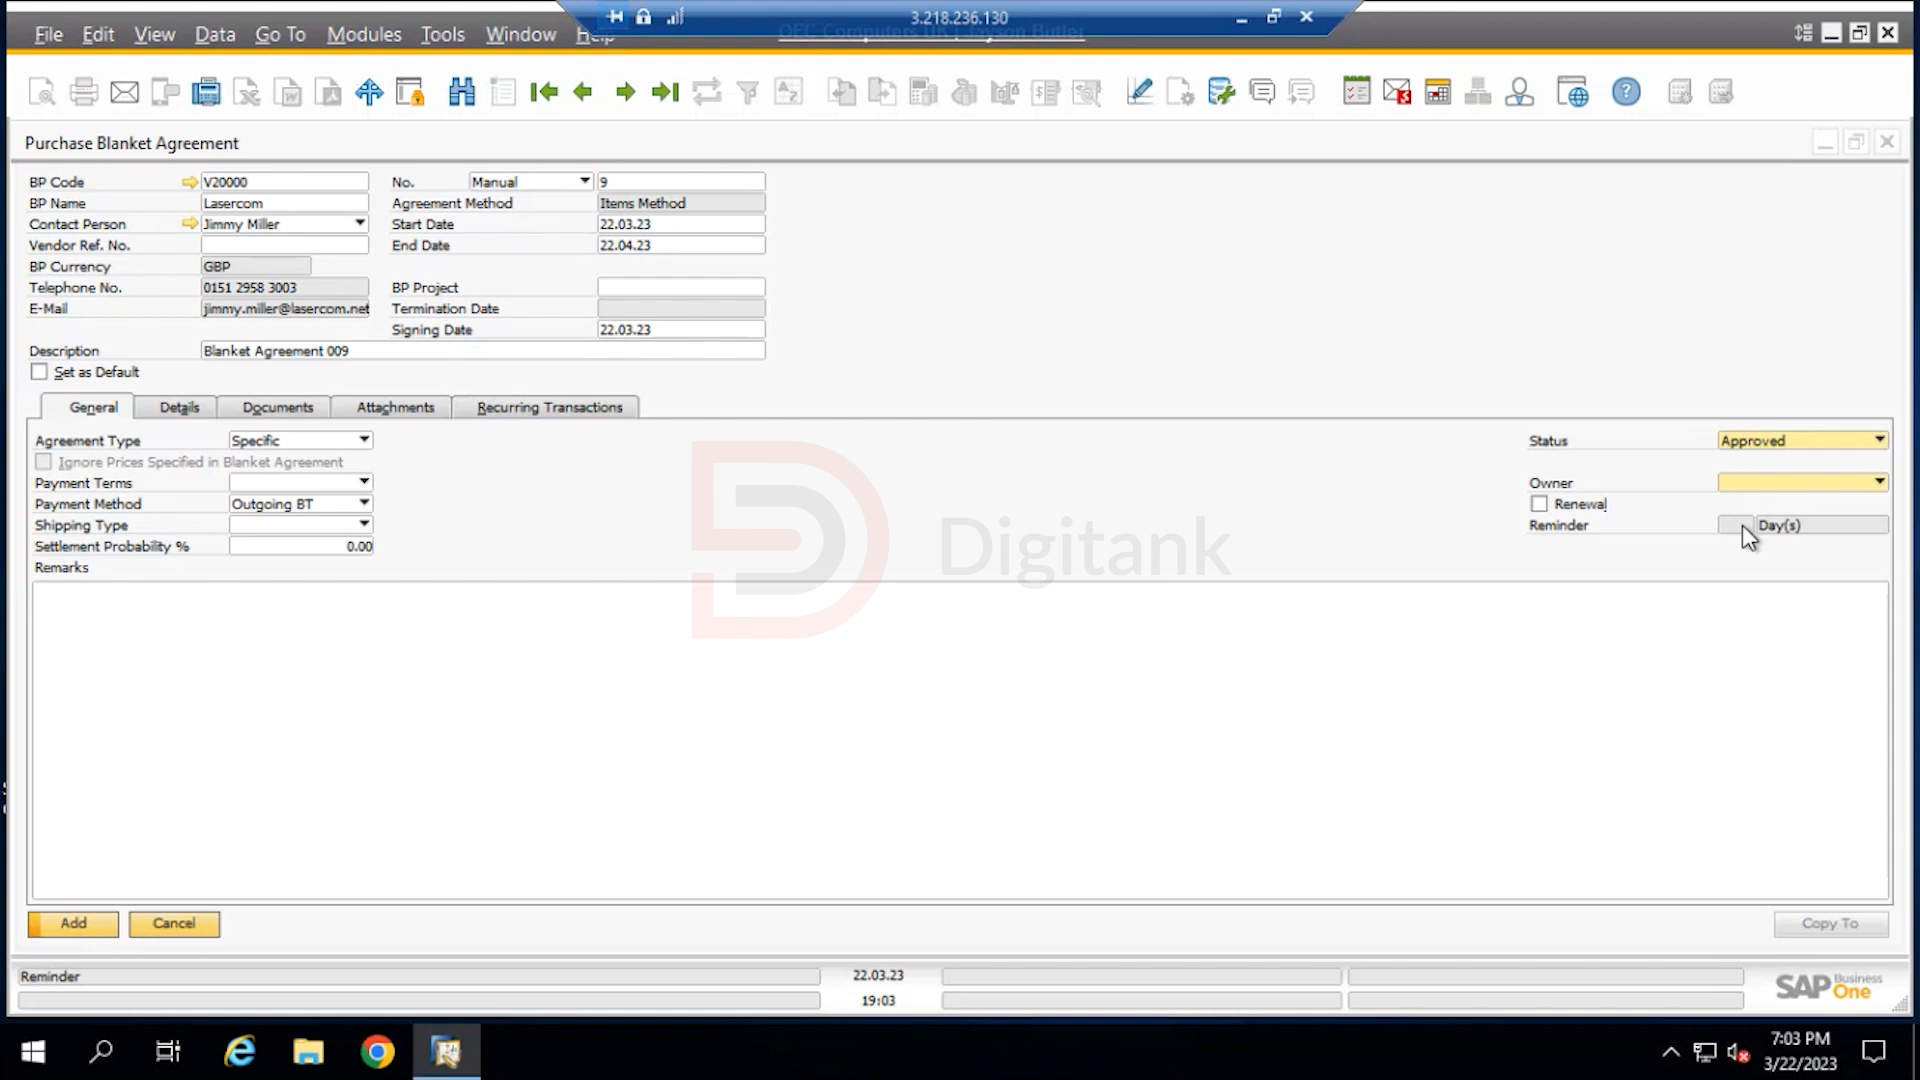 3.218.236.130
File Edit View Data Go To Modules Tools Window Help
OEC Computers UK | Jayson Butler
Purchase Blanket Agreement
BP Code V20000 No. Manual 9
BP Name Lasercom Agreement Method Items Method
Contact Person Jimmy Miller Start Date 22.03.23
Vendor Ref. No. End Date 22.04.23
BP Currency GBP
Telephone No. 0151 2958 3003 BP Project
E-Mail jimmy.miller@lasercom.net Termination Date
Signing Date 22.03.23
Description Blanket Agreement 009
Set as Default
General Details Documents Attachments Recurring Transactions
Agreement Type Specific Status Approved
Ignore Prices Specified in Blanket Agreement
Payment Terms Owner
Payment Method Outgoing BT Renewal
Shipping Type Reminder Day(s)
Settlement Probability % 0.00
Remarks
Digitank
Add Cancel Copy To
Reminder 22.03.23
19:03
SAP Business One
7:03 PM
3/22/2023